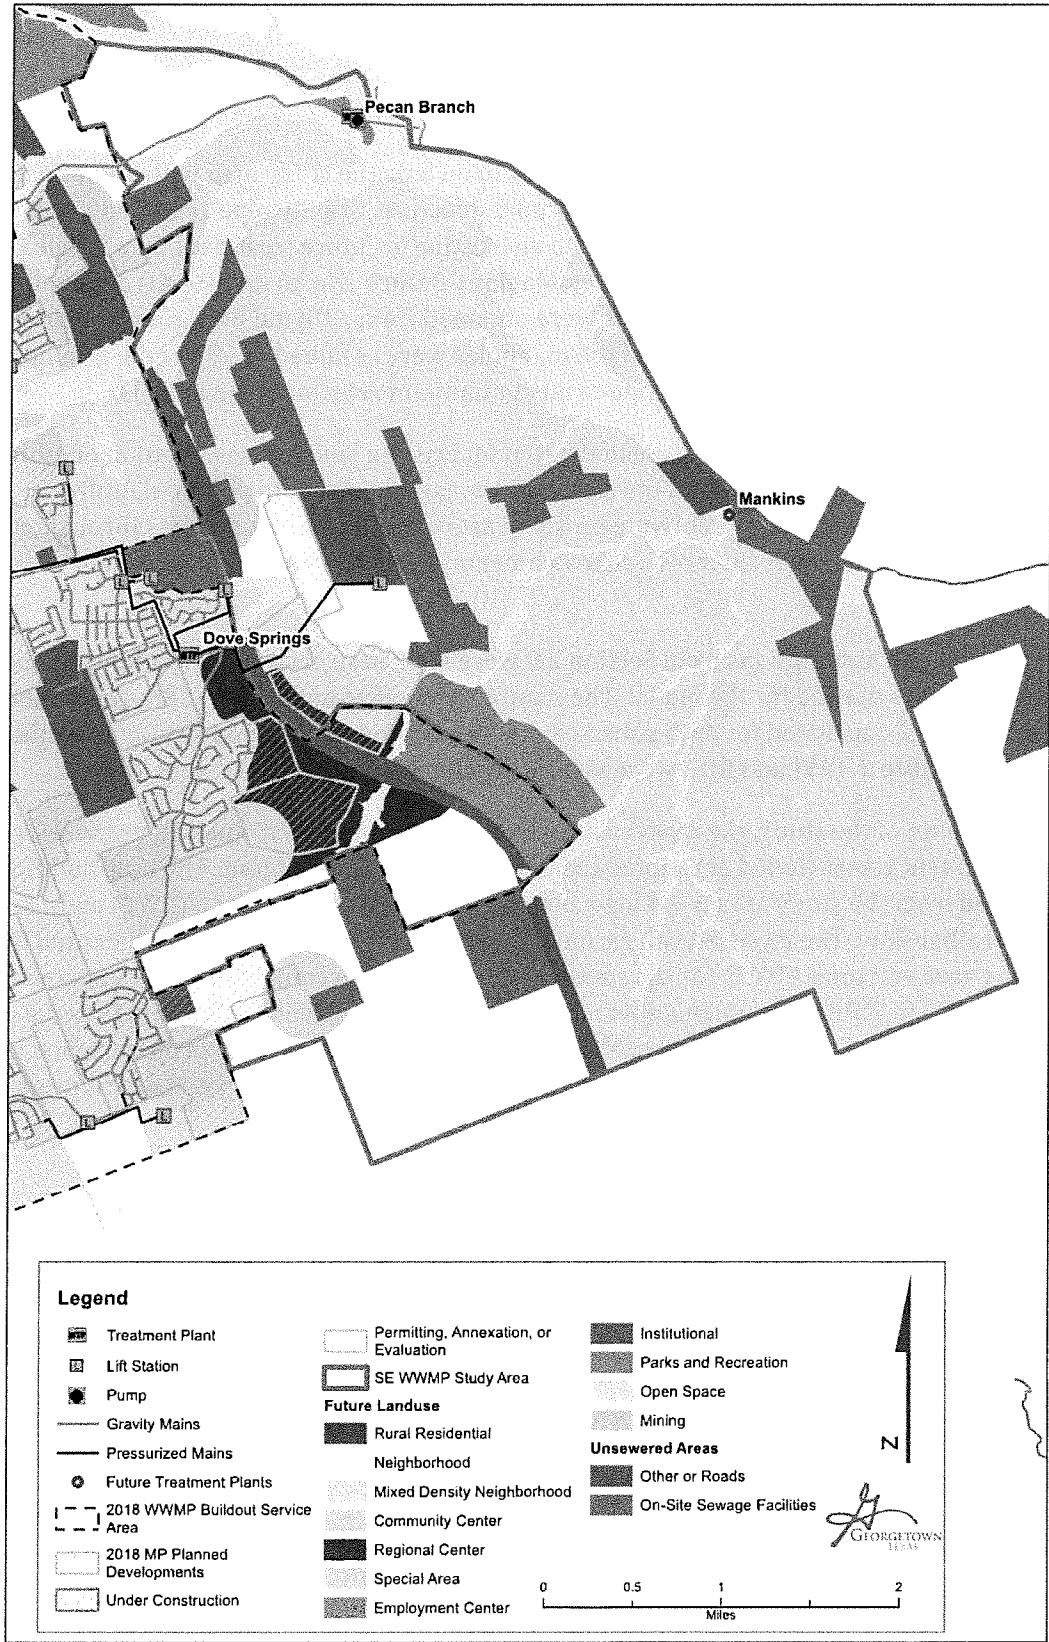 Pecan Branch
Mankins
L
L
L
L
Dove Springs
WTP
L
L
L
Legend
Treatment Plant
Lift Station
Pump
Gravity Mains
Pressurized Mains
Future Treatment Plants
2018 WWMP Buildout Service
Area
2018 MP Planned
Developments
Under Construction
Permitting, Annexation, or
Evaluation
SE WWMP Study Area
Future Landuse
Rural Residential
Neighborhood
Mixed Density Neighborhood
Community Center
Regional Center
Special Area
Employment Center
Institutional
Parks and Recreation
Open Space
Mining
Unsewered Areas
Other or Roads
On-Site Sewage Facilities
N
G
GEORGETOWN
TEXAS
0 0.5 1 2
Miles